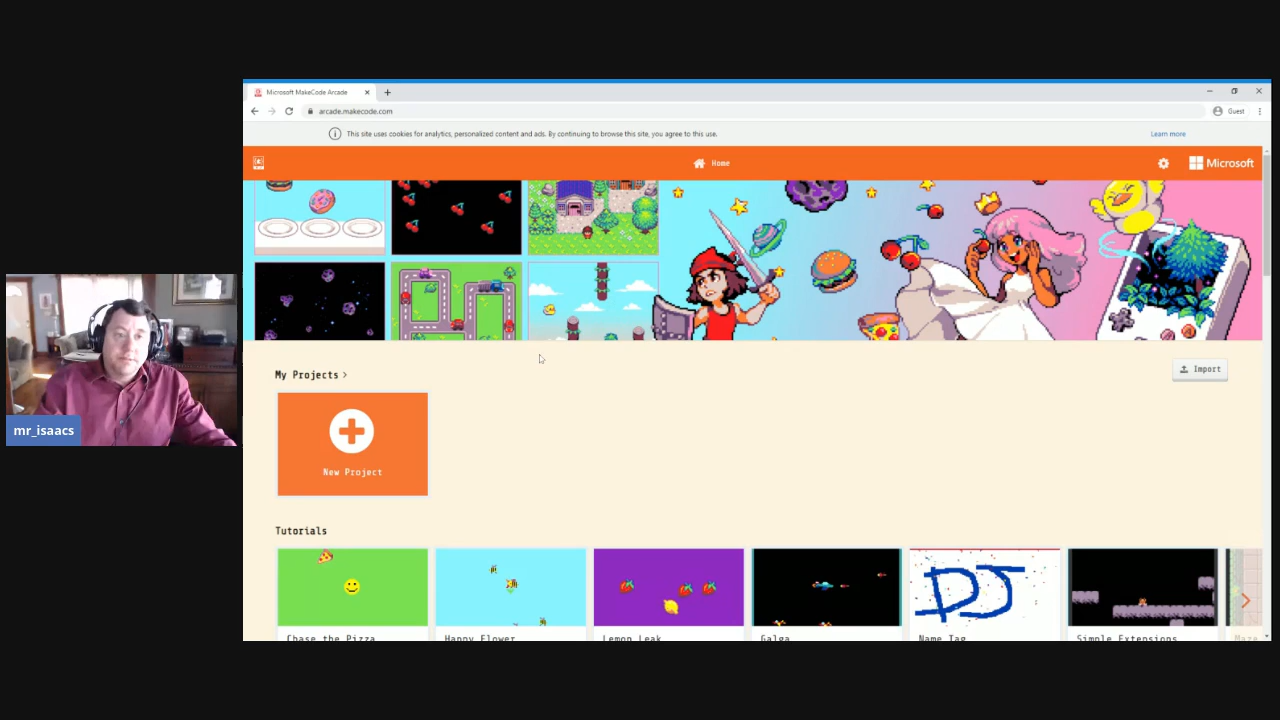 Microsoft MakeCode Arcade
arcade.makecode.com
Guest
This site uses cookies for analytics, personalized content and ads. By continuing to browse this site, you agree to this use.
Learn more
Home
Microsoft
My Projects
Import
New Project
Tutorials
DJ
Chase the Pizza
Happy Flower
Lemon Leak
Galga
Name Tag
Simple Extensions
Maze
mr_isaacs